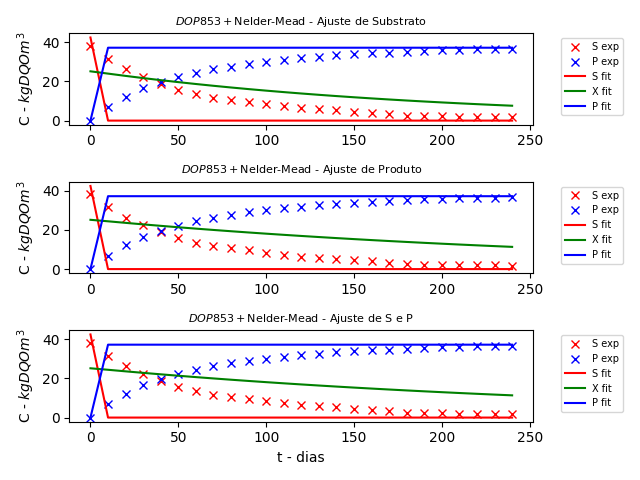 DOP853 + Nelder-Mead - Ajuste de Substrato
C - kgDQOm³
40
20
0
0
50
100
150
200
250
S exp
P exp
S fit
X fit
P fit
DOP853 + Nelder-Mead - Ajuste de Produto
C - kgDQOm³
40
20
0
0
50
100
150
200
250
S exp
P exp
S fit
X fit
P fit
DOP853 + Nelder-Mead - Ajuste de S e P
C - kgDQOm³
40
20
0
0
50
100
150
200
250
t - dias
S exp
P exp
S fit
X fit
P fit